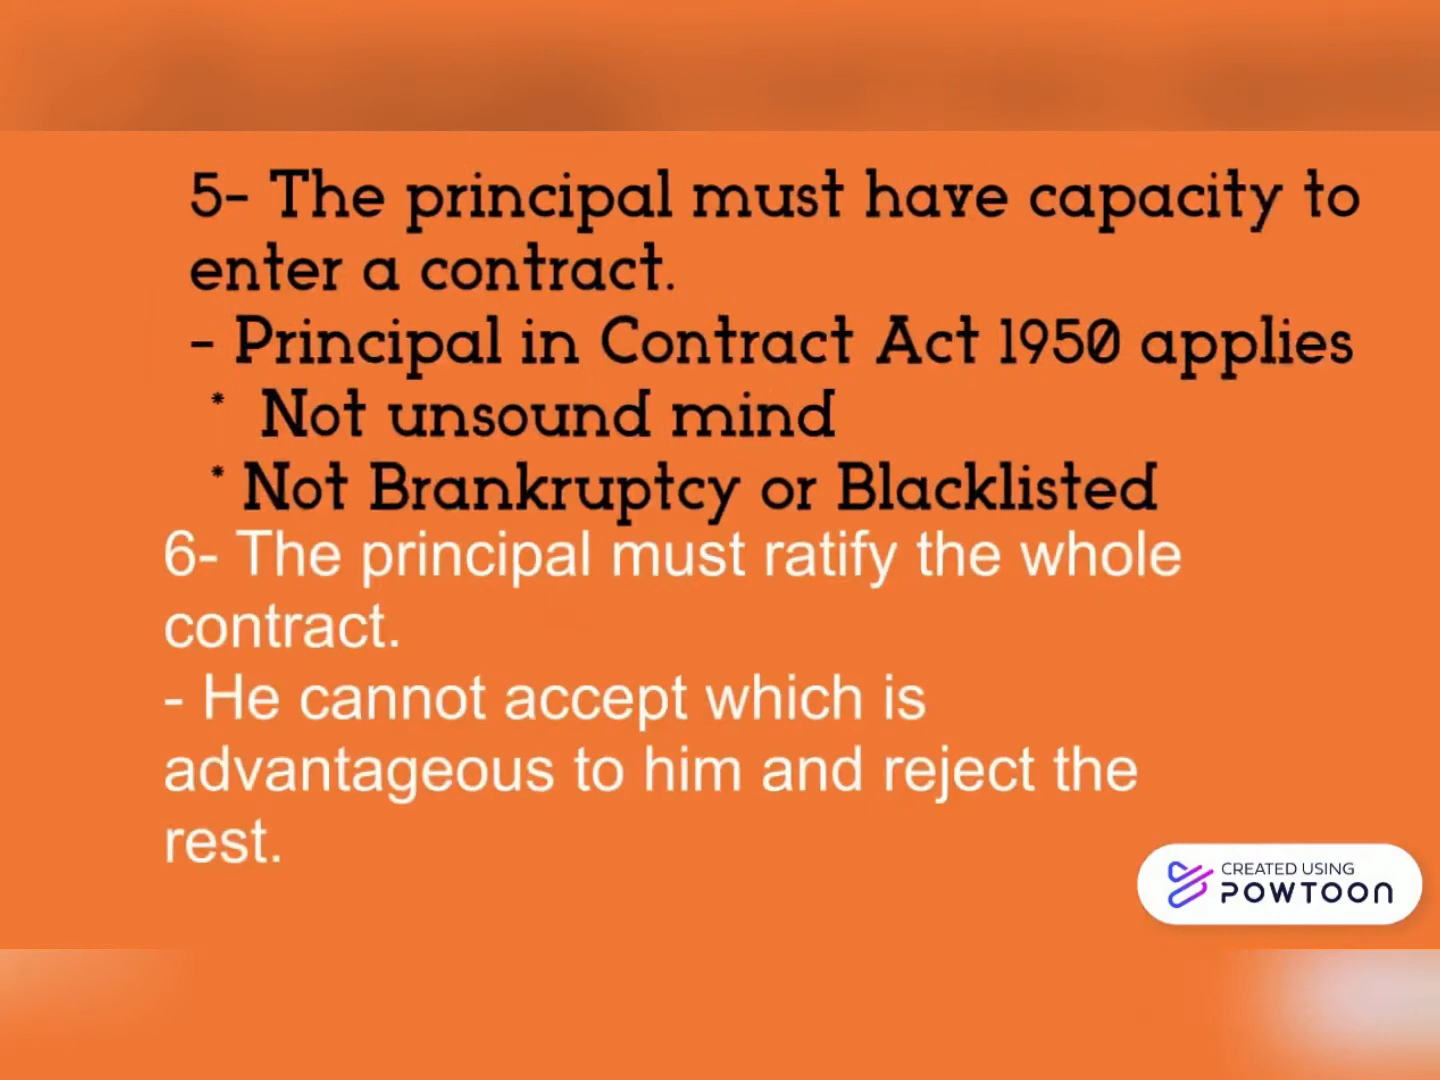 5- The principal must have capacity to
enter a contract.
- Principal in Contract Act 1950 applies
* Not unsound mind
* Not Brankruptcy or Blacklisted
6- The principal must ratify the whole
contract.
- He cannot accept which is
advantageous to him and reject the
rest.
CREATED USING
POWTOON